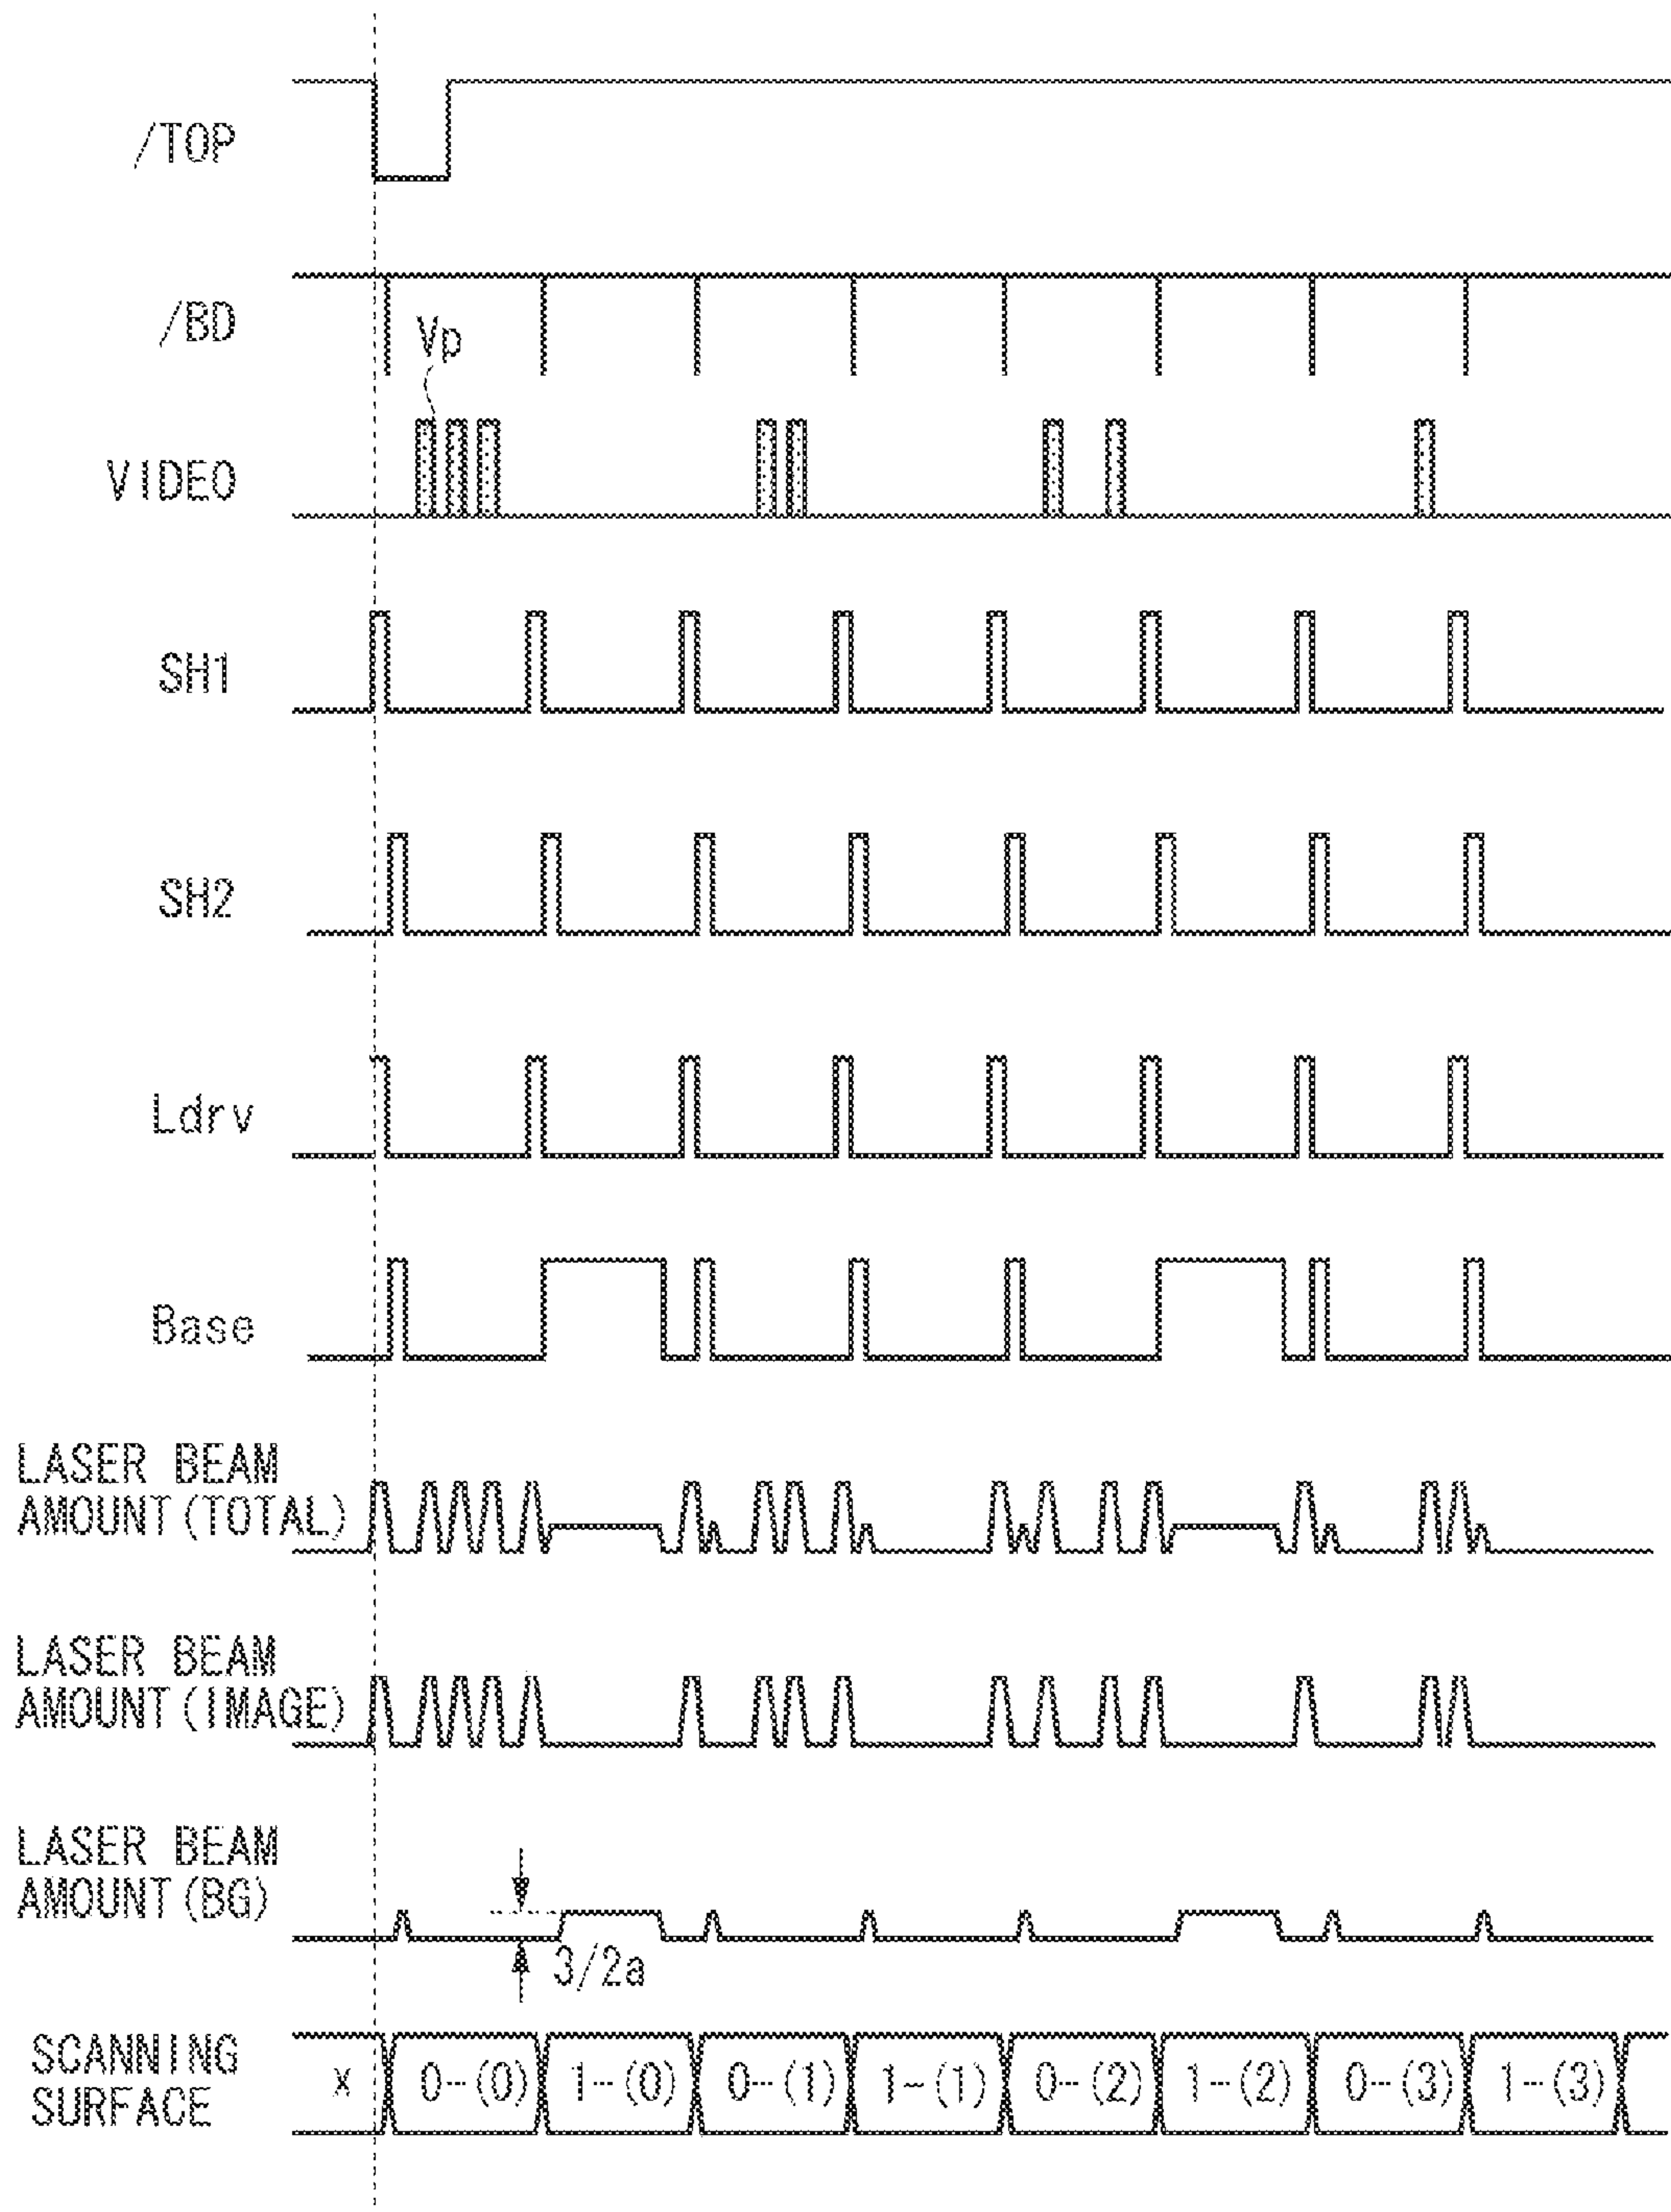 /TOP
/BD
Vp
VIDEO
SH1
SH2
Ldrv
Base
LASER BEAM
AMOUNT(TOTAL)
LASER BEAM
AMOUNT(IMAGE)
LASER BEAM
AMOUNT(BG)
3/2a
SCANNING
SURFACE
x 0-(0) 1-(0) 0-(1) 1-(1) 0-(2) 1-(2) 0-(3) 1-(3)